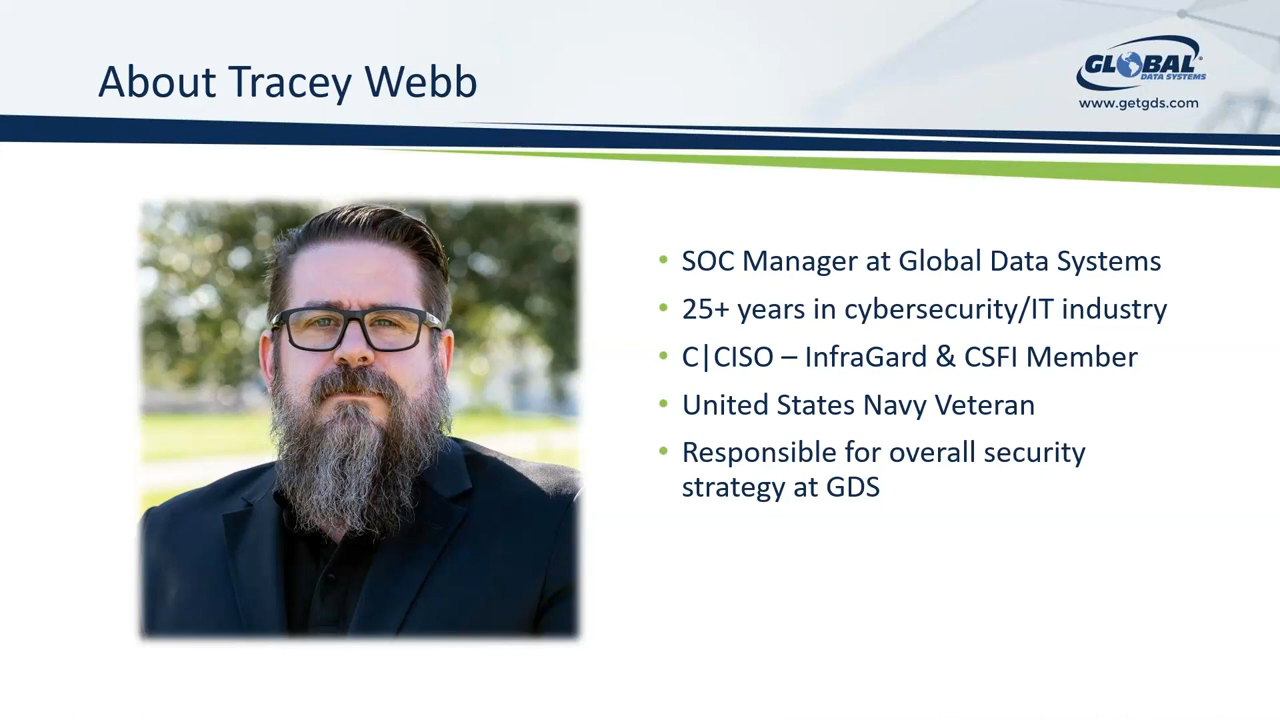 About Tracey Webb
GLOBAL
DATA SYSTEMS
www.getgds.com
• SOC Manager at Global Data Systems
• 25+ years in cybersecurity/IT industry
• C|CISO – InfraGard & CSFI Member
• United States Navy Veteran
• Responsible for overall security
strategy at GDS